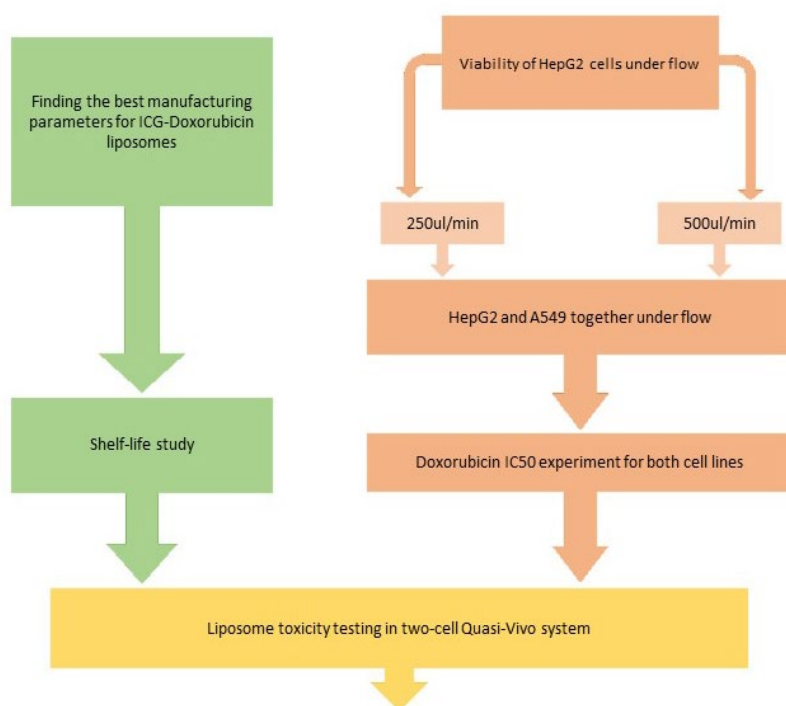 Finding the best manufacturing
parameters for ICG-Doxorubicin
liposomes
Shelf-life study
Viability of HepG2 cells under flow
250ul/min
500ul/min
HepG2 and A549 together under flow
Doxorubicin IC50 experiment for both cell lines
Liposome toxicity testing in two-cell Quasi-Vivo system